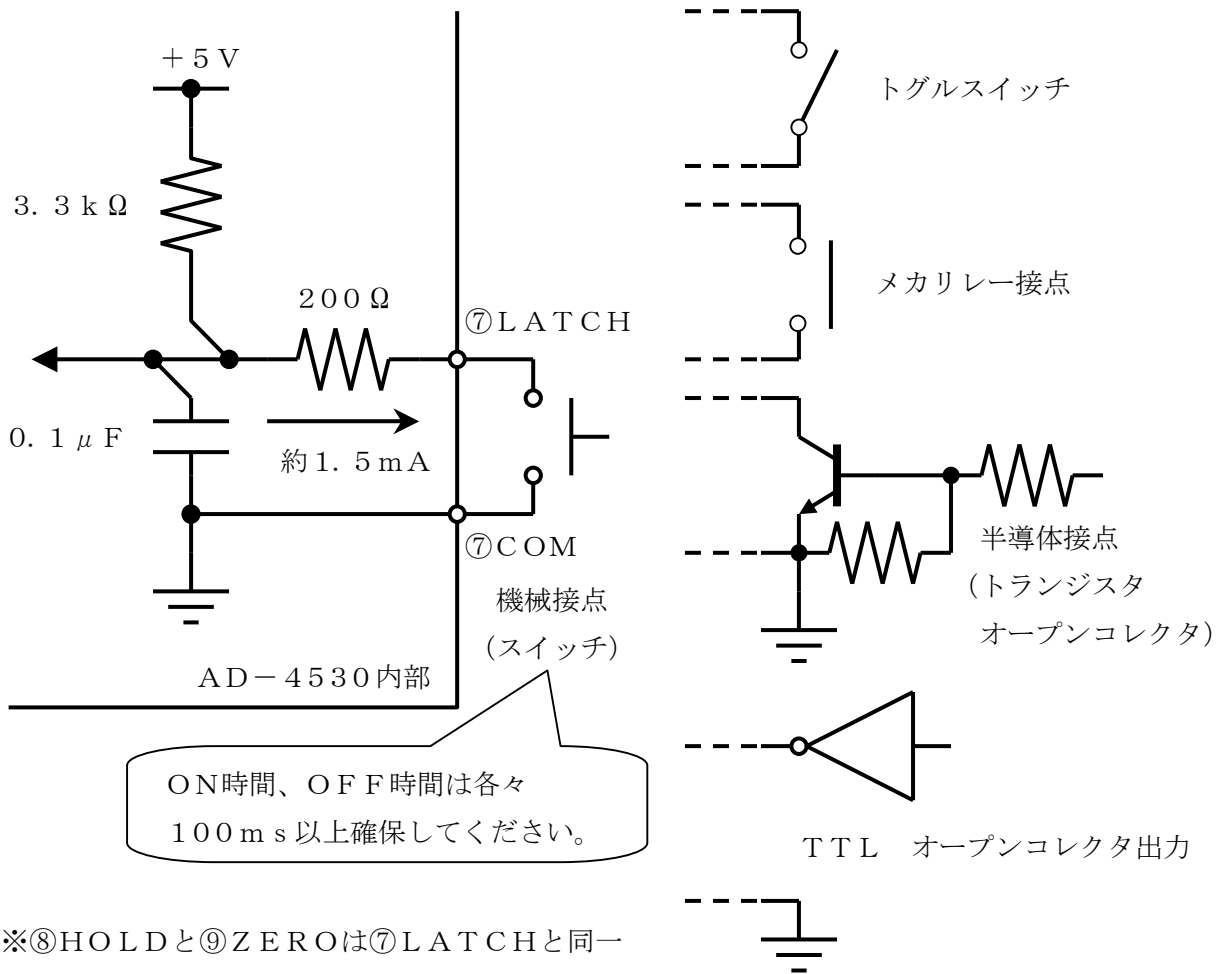 ＋５Ｖ
３．３ｋΩ
２００Ω
⑦ＬＡＴＣＨ
０．１μＦ
約１．５ｍＡ
⑦ＣＯＭ
機械接点
（スイッチ）
ＡＤ－４５３０内部
ＯＮ時間、ＯＦＦ時間は各々
１００ｍｓ以上確保してください。
※⑧ＨＯＬＤと⑨ＺＥＲＯは⑦ＬＡＴＣＨと同一
トグルスイッチ
メカリレー接点
半導体接点
（トランジスタ
オープンコレクタ）
ＴＴＬ　オープンコレクタ出力